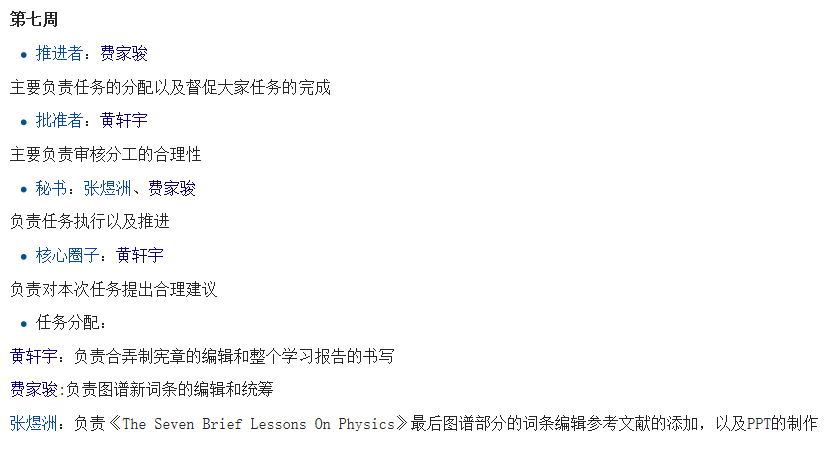 第七周
推进者：费家骏
主要负责任务的分配以及督促大家任务的完成
批准者：黄轩宇
主要负责审核分工的合理性
秘书：张煜洲、费家骏
负责任务执行以及推进
核心圈子：黄轩宇
负责对本次任务提出合理建议
任务分配：
黄轩宇：负责合弄制宪章的编辑和整个学习报告的书写
费家骏:负责图谱新词条的编辑和统筹
张煜洲：负责《The Seven Brief Lessons On Physics》最后图谱部分的词条编辑参考文献的添加，以及PPT的制作